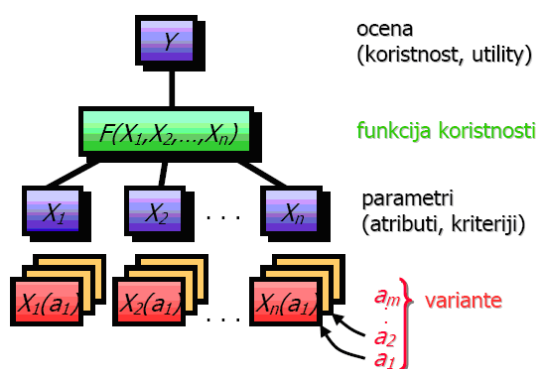 Y
ocena
(koristnost, utility)
F(X₁,X₂,...,Xₙ)
funkcija koristnosti
X₁ X₂ . . . Xₙ
parametri
(atributi, kriteriji)
X₁(a₁) X₂(a₁) . . . Xₙ(a₁)
aₘ
.
.
a₂
a₁
variante